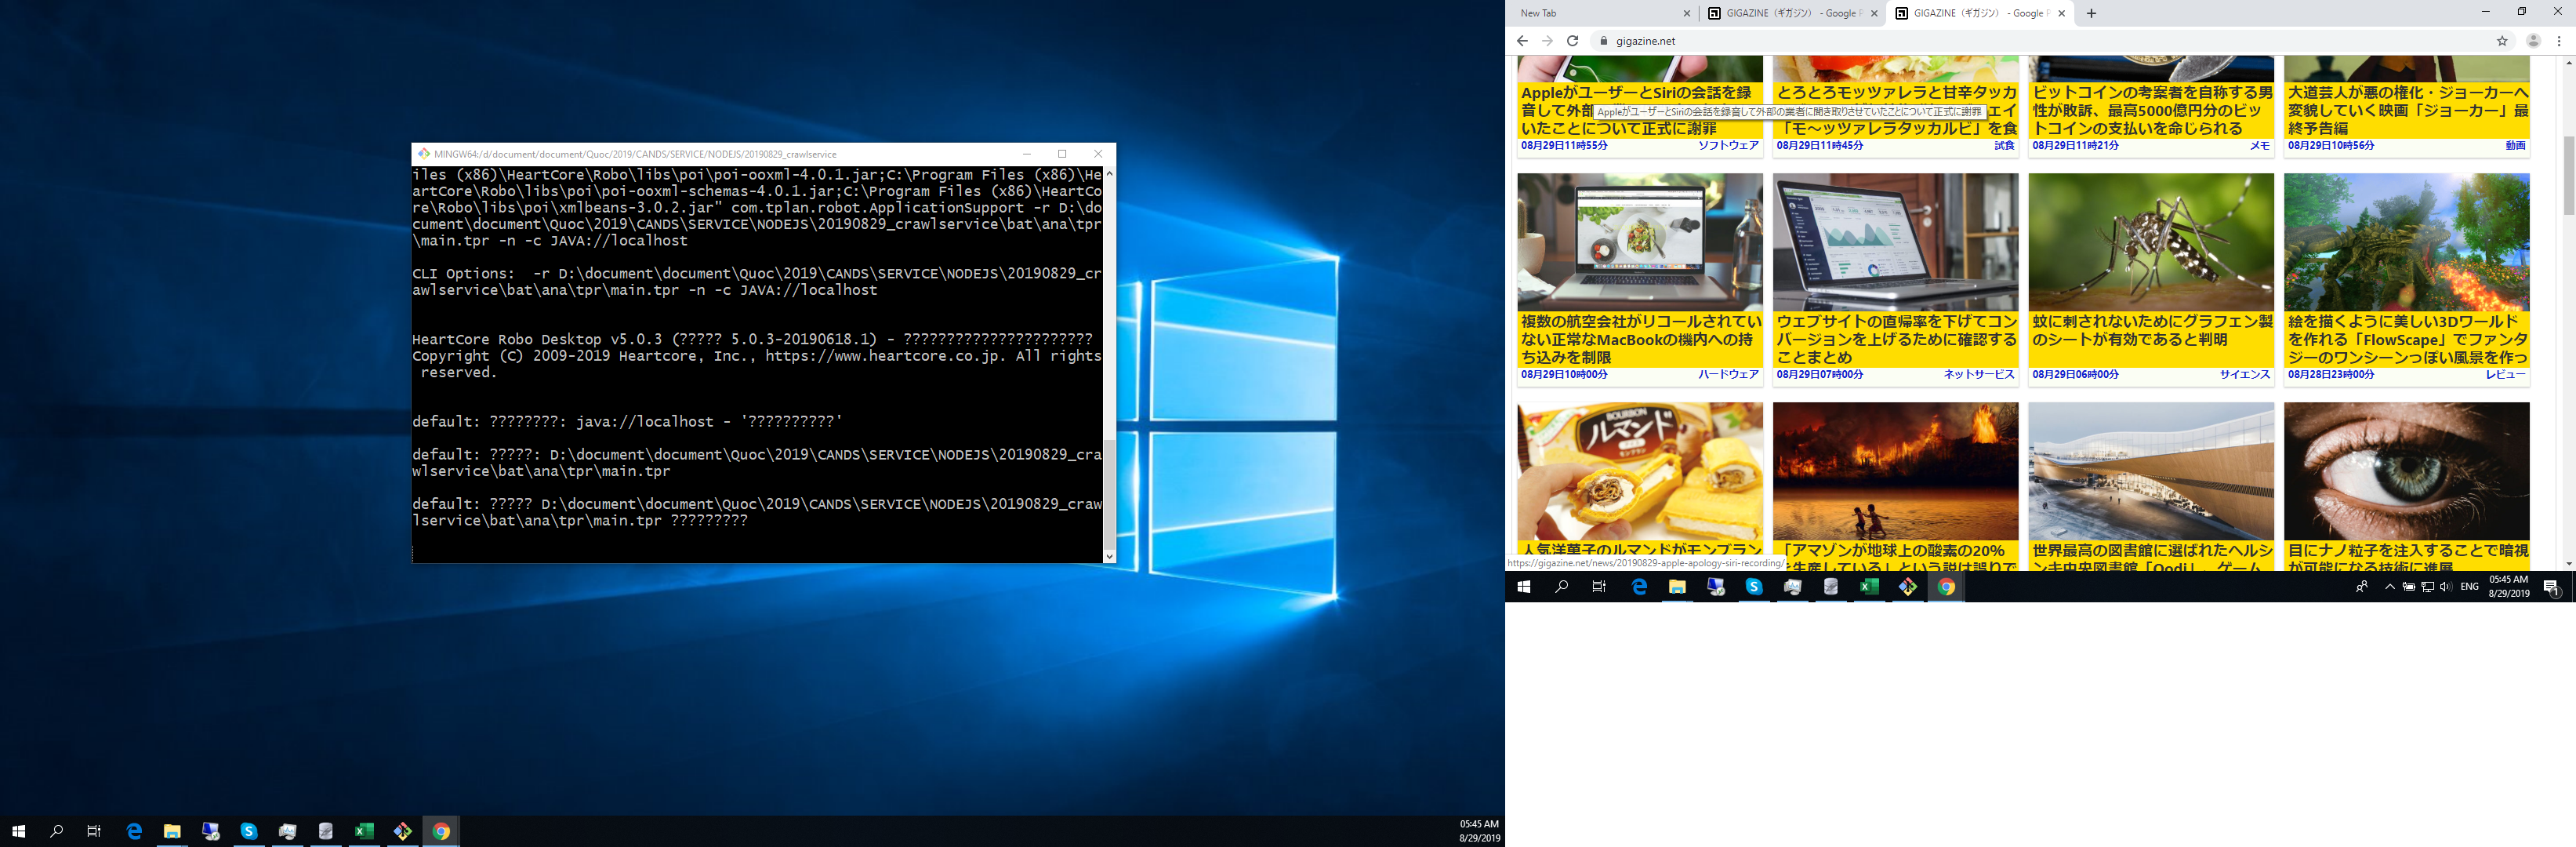 MINGW64:/d/document/document/Quoc/2019/CANDS/SERVICE/NODEJS/20190829_crawlservice
iles (x86)\HeartCore\Robo\libs\poi\poi-ooxml-4.0.1.jar;C:\Program Files (x86)\He
artCore\Robo\libs\poi\poi-ooxml-schemas-4.0.1.jar;C:\Program Files (x86)\HeartCo
re\Robo\libs\poi\xmlbeans-3.0.2.jar" com.tplan.robot.ApplicationSupport -r D:\do
cument\document\Quoc\2019\CANDS\SERVICE\NODEJS\20190829_crawlservice\bat\ana\tpr
\main.tpr -n -c JAVA://localhost
CLI Options:  -r D:\document\document\Quoc\2019\CANDS\SERVICE\NODEJS\20190829_cr
awlservice\bat\ana\tpr\main.tpr -n -c JAVA://localhost
HeartCore Robo Desktop v5.0.3 (????? 5.0.3-20190618.1) - ??????????????????????
Copyright (C) 2009-2019 Heartcore, Inc., https://www.heartcore.co.jp. All rights
reserved.
default: ????????: java://localhost - '??????????'
default: ?????: D:\document\document\Quoc\2019\CANDS\SERVICE\NODEJS\20190829_cra
wlservice\bat\ana\tpr\main.tpr
default: ????? D:\document\document\Quoc\2019\CANDS\SERVICE\NODEJS\20190829_craw
lservice\bat\ana\tpr\main.tpr ?????????
05:45 AM
8/29/2019
New Tab
GIGAZINE（ギガジン） - Google P
GIGAZINE（ギガジン） - Google P
gigazine.net
AppleがユーザーとSiriの会話を録
音して外部
いたことについて正式に謝罪
08月29日11時55分 ソフトウェア
AppleがユーザーとSiriの会話を録音して外部の業者に聞き取りさせていたことについて正式に謝罪
とろとろモッツァレラと甘辛タッカ
ェイ
「モ～ッツァレラタッカルビ」を食
08月29日11時45分 試食
ビットコインの考案者を自称する男
性が敗訴、最高5000億円分のビッ
トコインの支払いを命じられる
08月29日11時21分 メモ
大道芸人が悪の権化・ジョーカーへ
変貌していく映画「ジョーカー」最
終予告編
08月29日10時56分 動画
複数の航空会社がリコールされてい
ない正常なMacBookの機内への持
ち込みを制限
08月29日10時00分 ハードウェア
ウェブサイトの直帰率を下げてコン
バージョンを上げるために確認する
ことまとめ
08月29日07時00分 ネットサービス
蚊に刺されないためにグラフェン製
のシートが有効であると判明
08月29日06時00分 サイエンス
絵を描くように美しい3Dワールド
を作れる「FlowScape」でファンタ
ジーのワンシーンっぽい風景を作っ
08月28日23時00分 レビュー
BOURBON
ルマンド
人気洋菓子のルマンドがモンブラン
「アマゾンが地球上の酸素の20%
を生産している」という説は誤りで
世界最高の図書館に選ばれたヘルシ
ンキ中央図書館「Oodi」、ゲーム
目にナノ粒子を注入することで暗視
が可能になる技術に進展
https://gigazine.net/news/20190829-apple-apology-siri-recording/
ENG
05:45 AM
8/29/2019
1